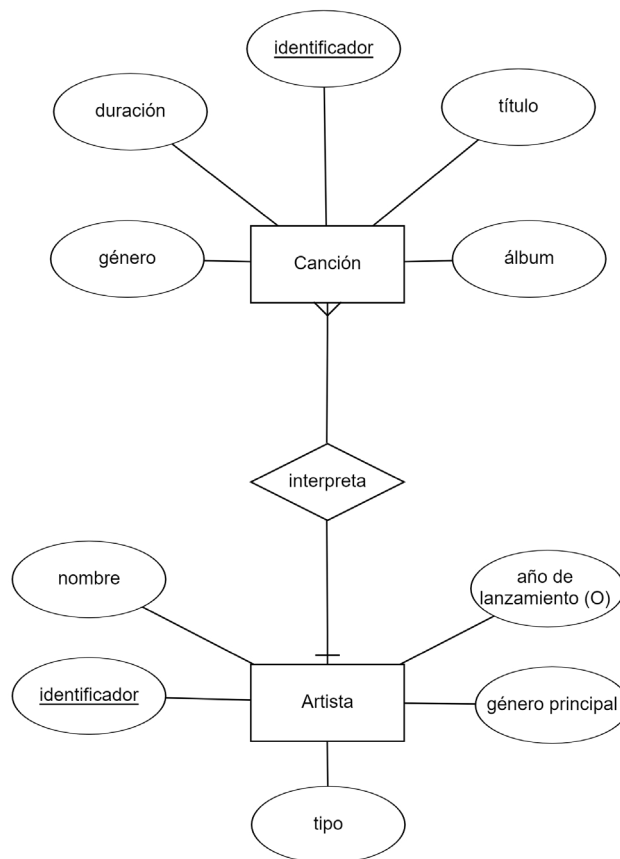 identificador
duración
título
género
Canción
álbum
interpreta
nombre
año de
lanzamiento (O)
identificador
Artista
género principal
tipo